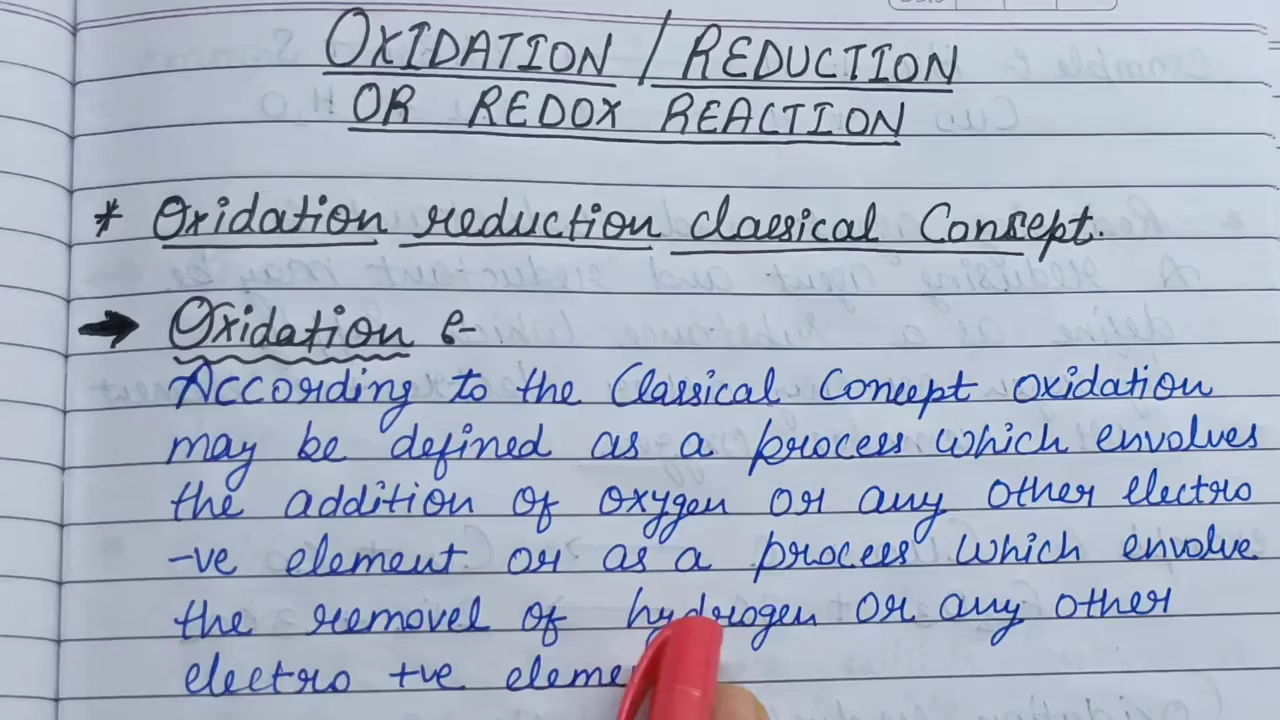 OXIDATION / REDUCTION
OR REDOX REACTION
* Oxidation reduction classical Concept.
→ Oxidation :-
According to the Classical Concept oxidation
may be defined as a process which envolves
the addition of oxygen or any other electro
-ve element or as a process which envolve
the removel of hydrogen or any other
electro +ve eleme